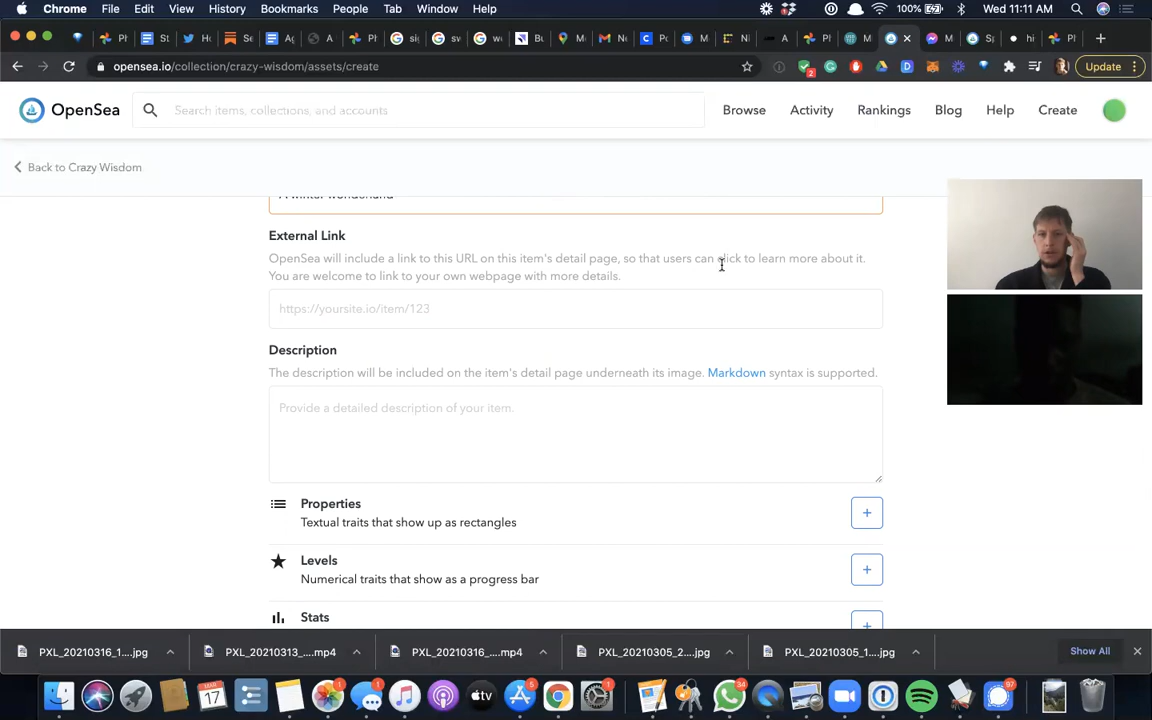 Chrome File Edit View History Bookmarks People Tab Window Help 100% Wed 11:11 AM
opensea.io/collection/crazy-wisdom/assets/create Update
OpenSea Search items, collections, and accounts Browse Activity Rankings Blog Help Create
Back to Crazy Wisdom
External Link
OpenSea will include a link to this URL on this item's detail page, so that users can click to learn more about it.
You are welcome to link to your own webpage with more details.
https://yoursite.io/item/123
Description
The description will be included on the item's detail page underneath its image. Markdown syntax is supported.
Provide a detailed description of your item.
Properties
Textual traits that show up as rectangles
Levels
Numerical traits that show as a progress bar
Stats
PXL_20210316_1....jpg PXL_20210313_....mp4 PXL_20210316_....mp4 PXL_20210305_2....jpg PXL_20210305_1....jpg Show All
MAR
17